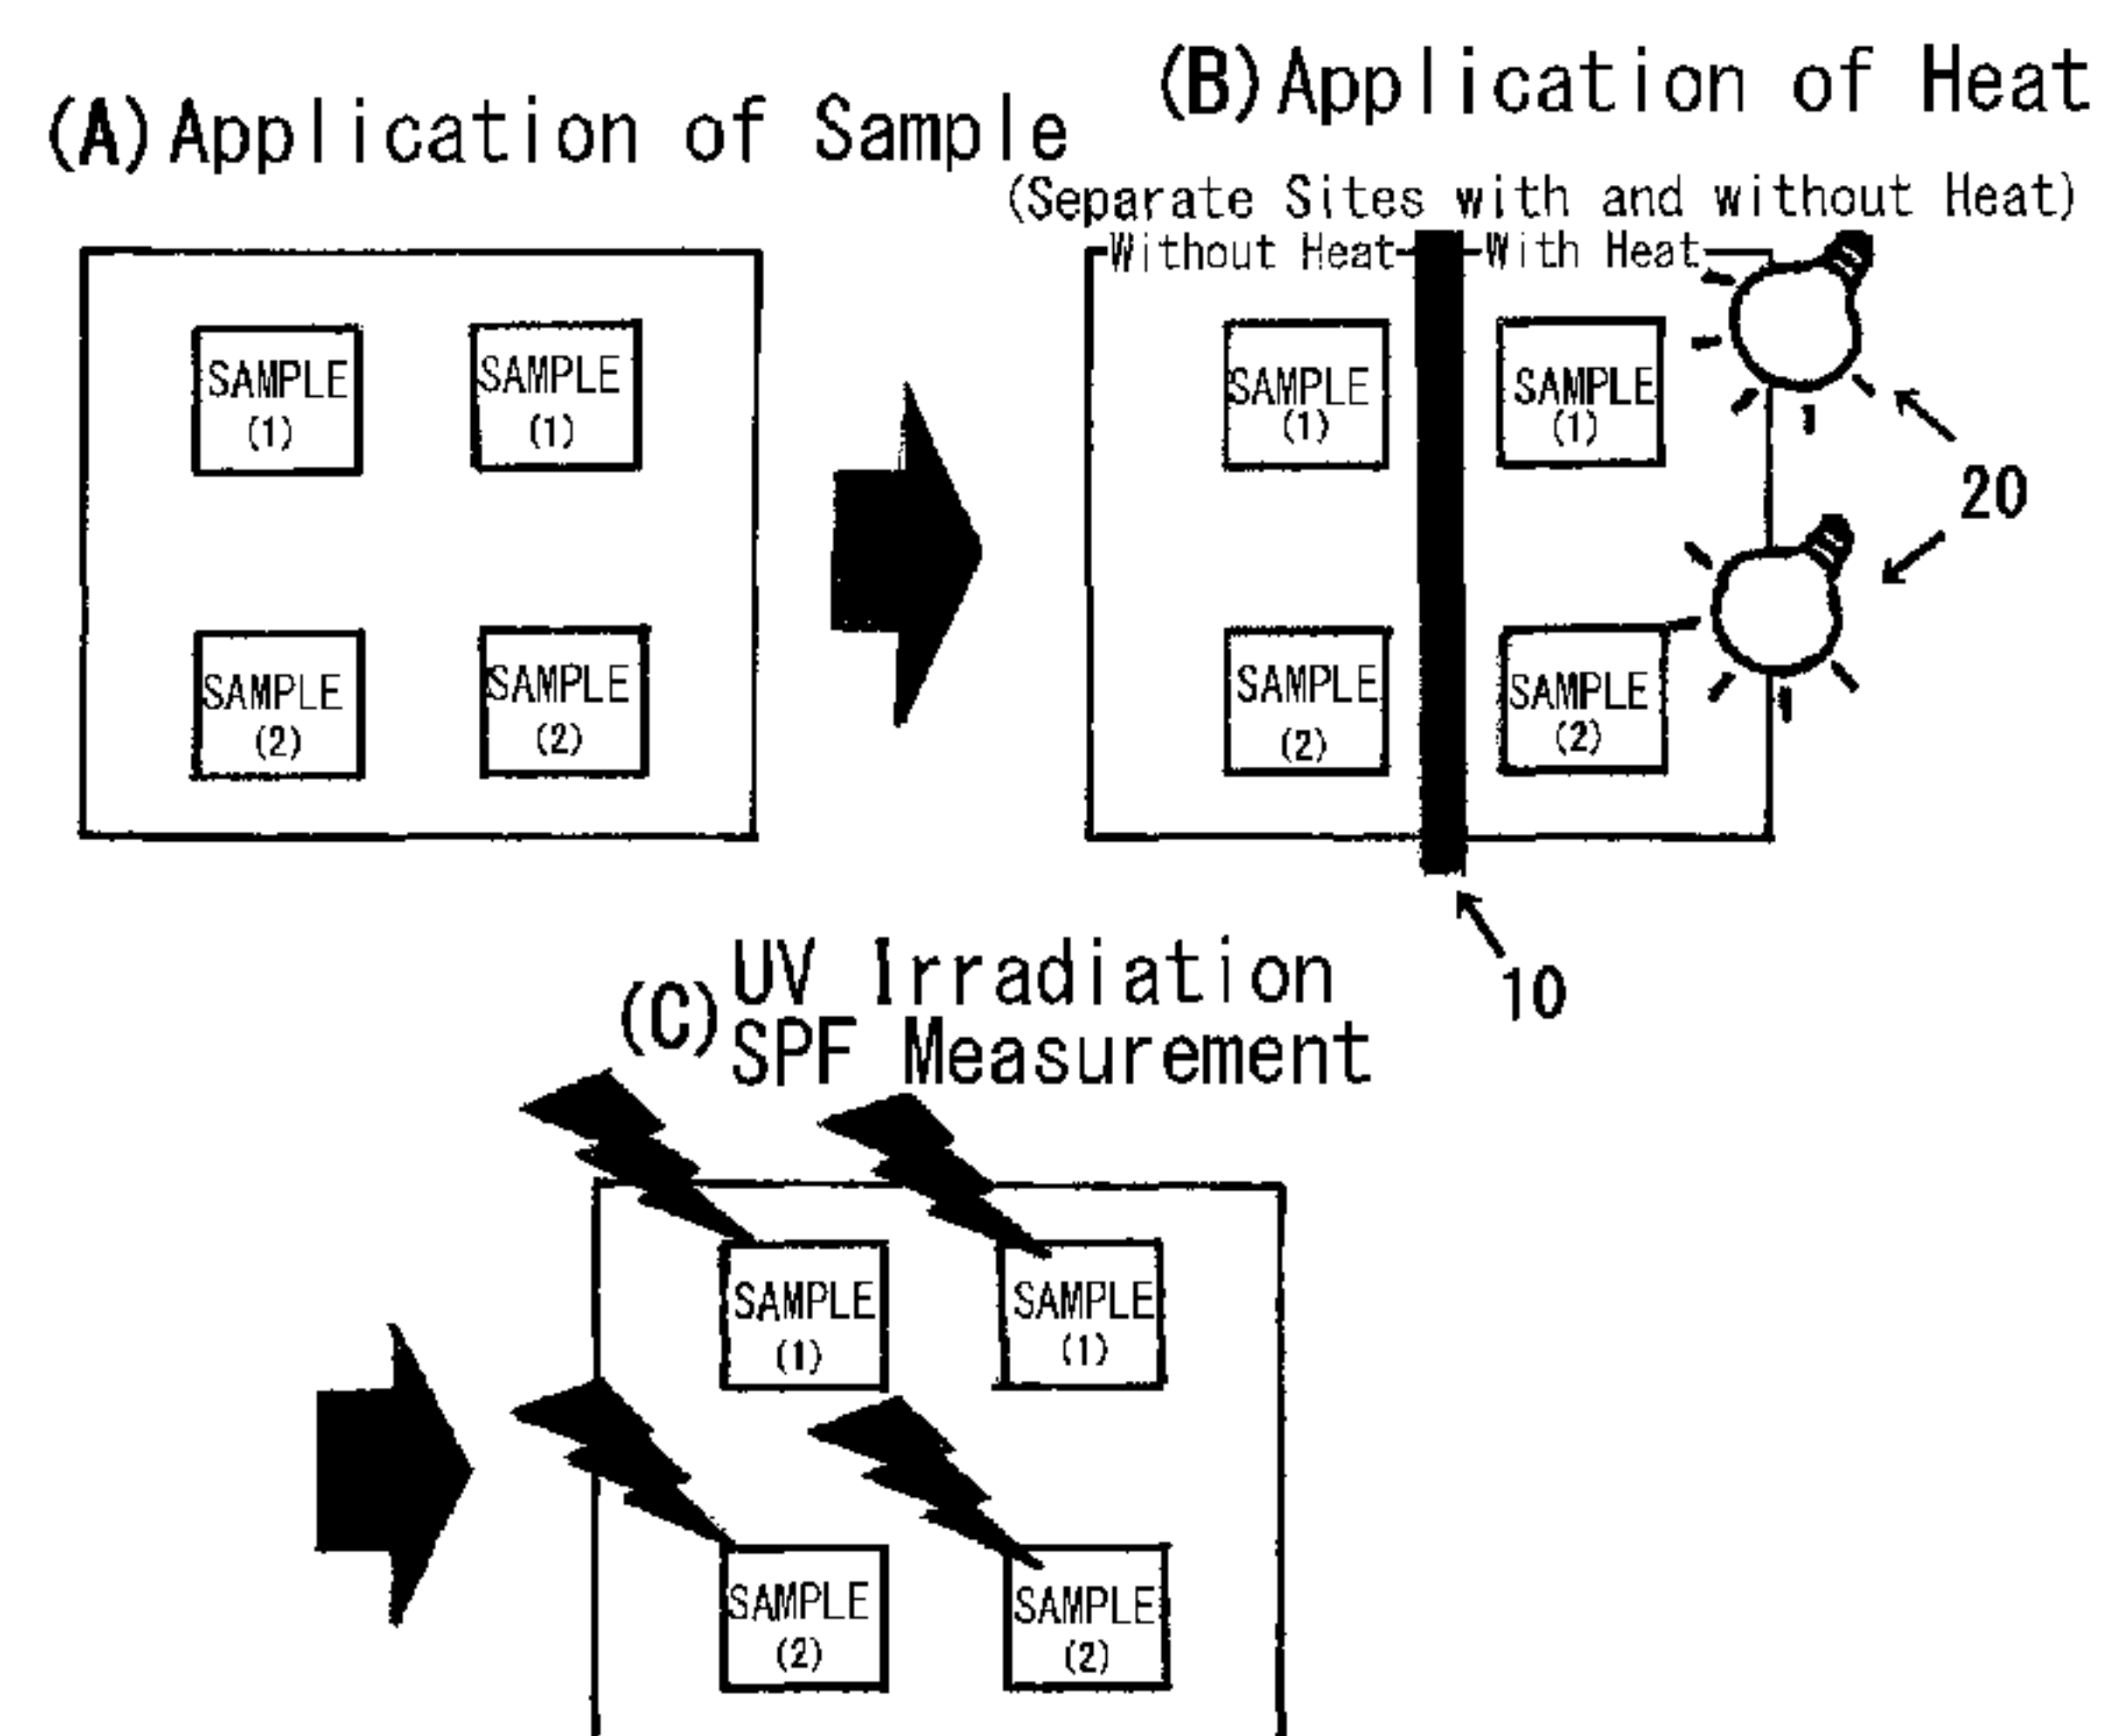 (A) Application of Sample
SAMPLE
(1)
SAMPLE
(1)
SAMPLE
(2)
SAMPLE
(2)
(B) Application of Heat
(Separate Sites with and without Heat)
Without Heat
With Heat
SAMPLE
(1)
SAMPLE
(1)
SAMPLE
(2)
SAMPLE
(2)
20
10
(C) UV Irradiation
SPF Measurement
SAMPLE
(1)
SAMPLE
(1)
SAMPLE
(2)
SAMPLE
(2)